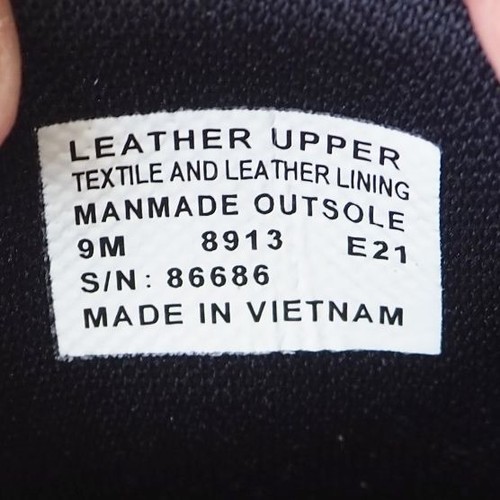 LEATHER UPPER
TEXTILE AND LEATHER LINING
MANMADE OUTSOLE
9M 8913 E21
S/N: 86686
MADE IN VIETNAM